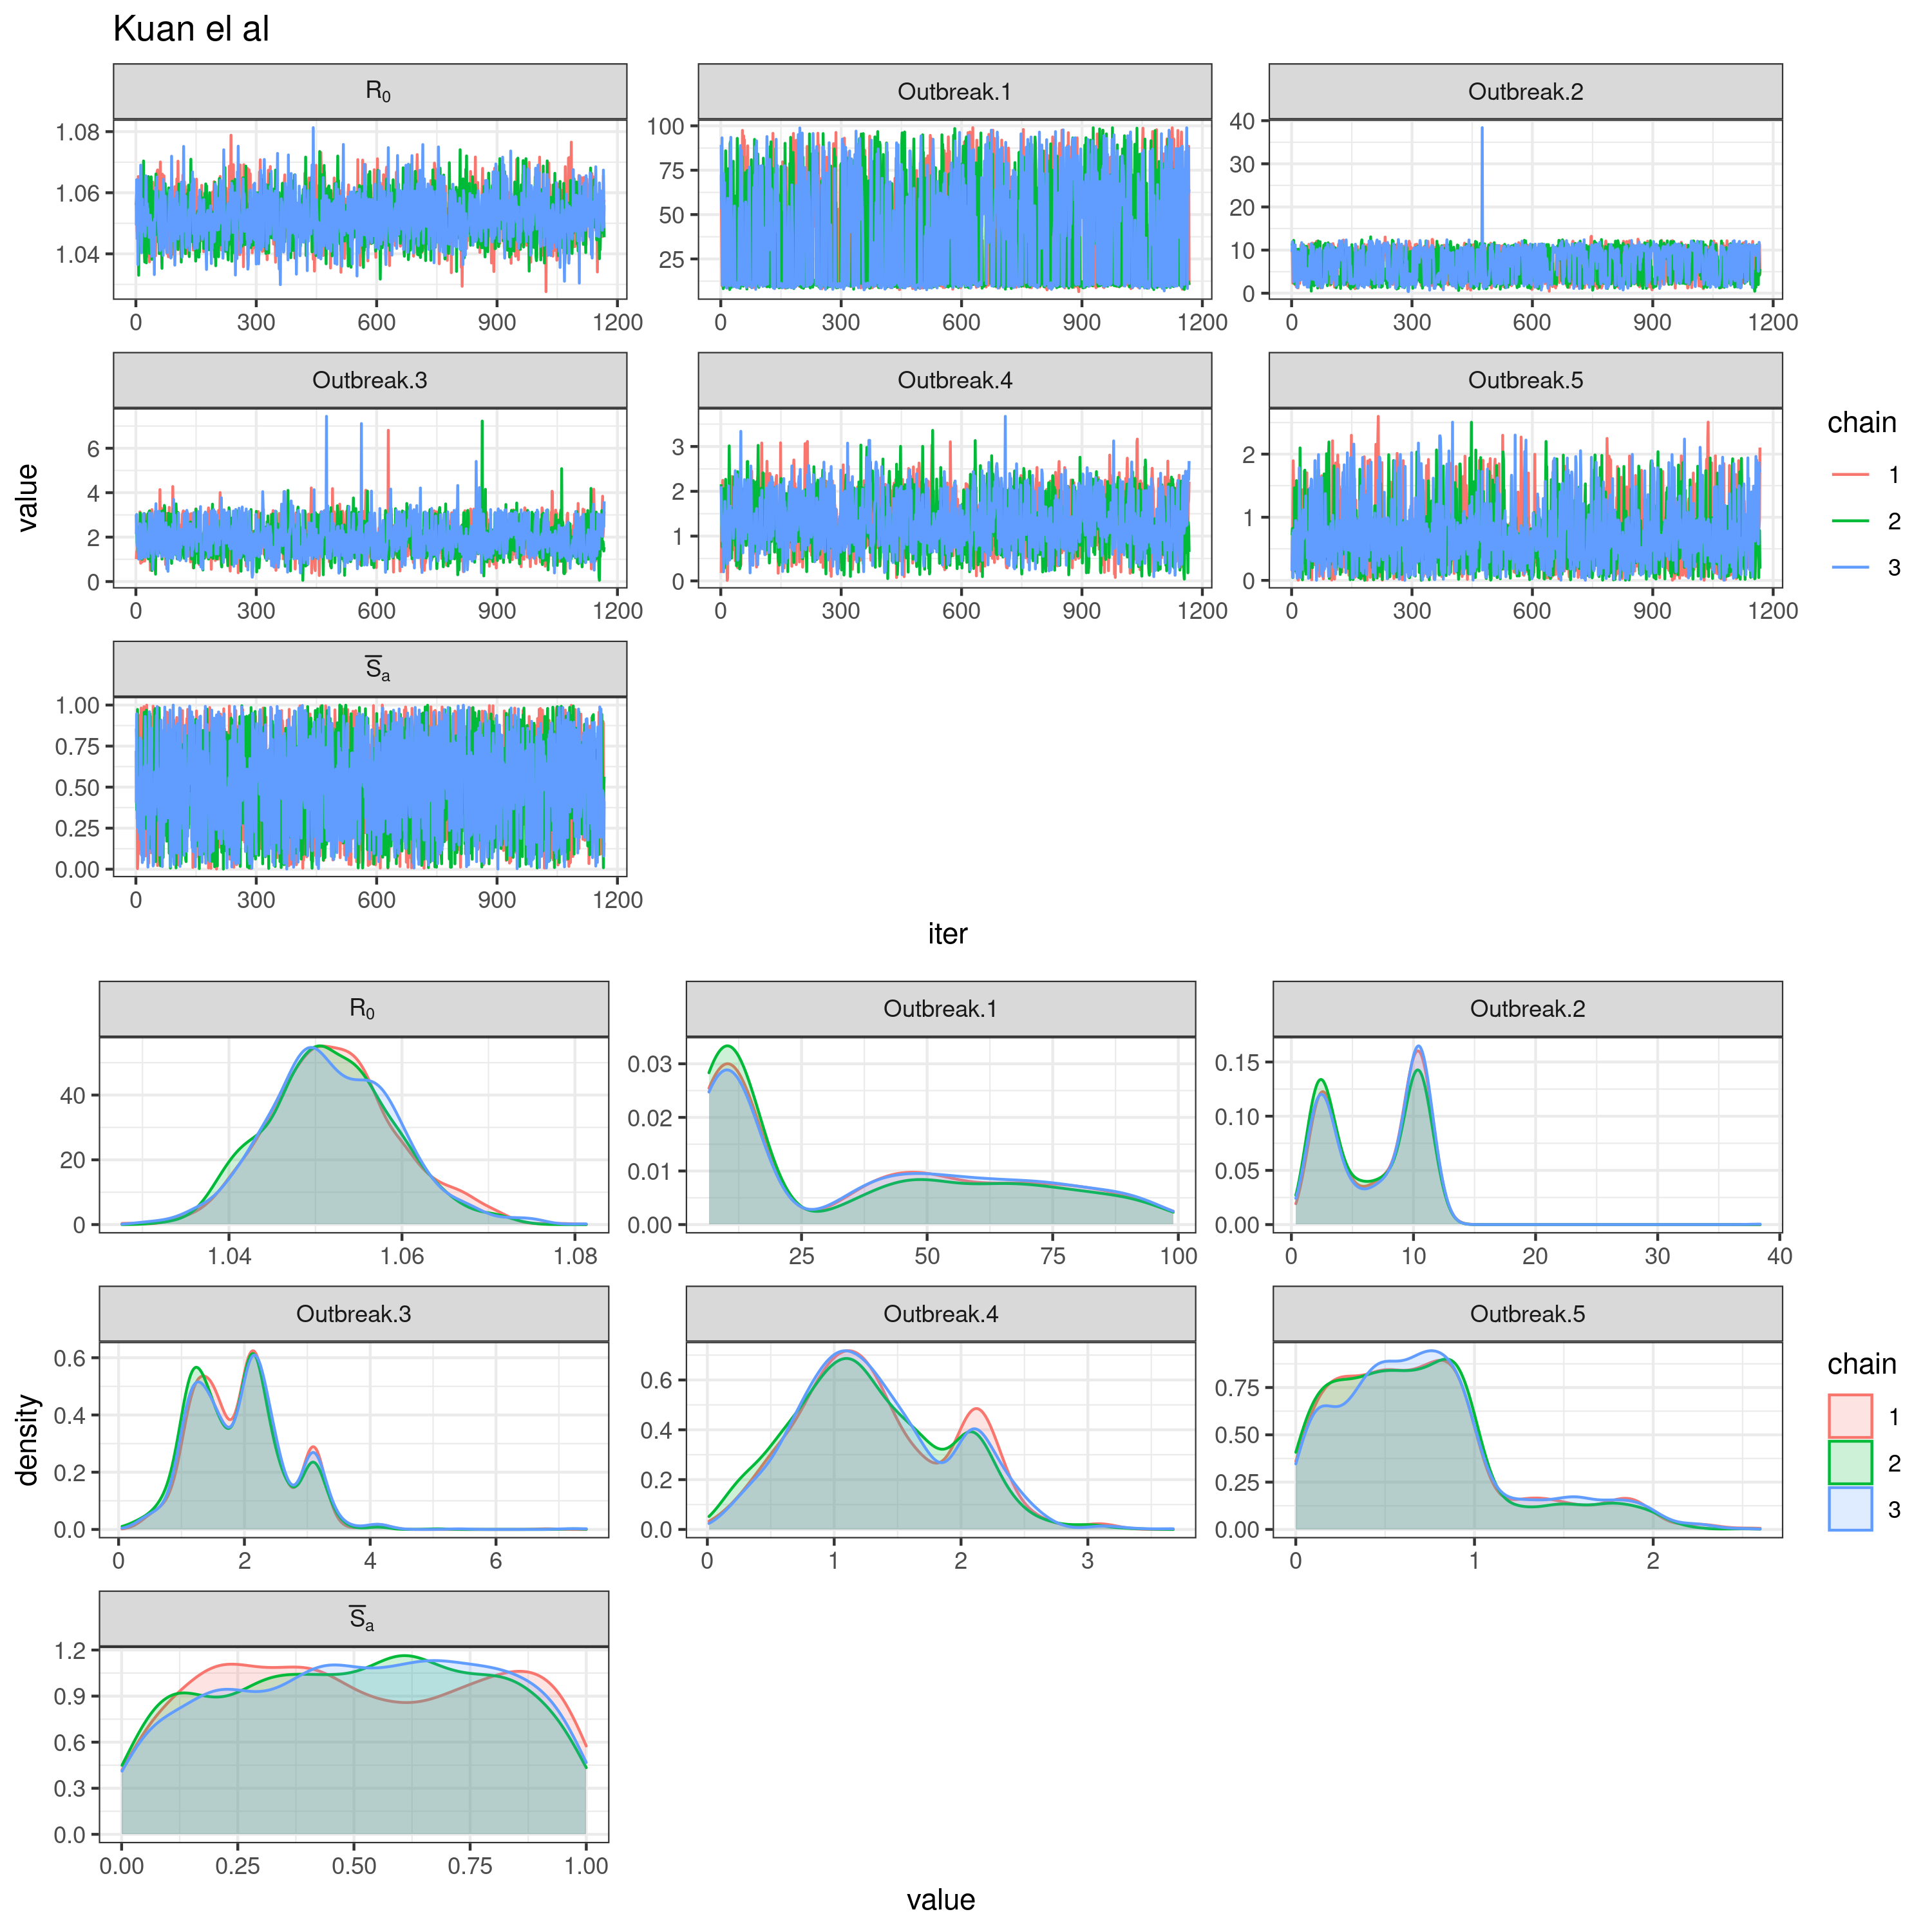 Kuan el al
R₀ Outbreak.1 Outbreak.2
1.08 1.06 1.04
100 75 50 25
40 30 20 10 0
0 300 600 900 1200 0 300 600 900 1200 0 300 600 900 1200
Outbreak.3 Outbreak.4 Outbreak.5
6 4 2 0
3 2 1 0
2 1 0
0 300 600 900 1200 0 300 600 900 1200 0 300 600 900 1200
S̅ₐ
1.00 0.75 0.50 0.25 0.00
0 300 600 900 1200
value
iter
chain
1
2
3
R₀ Outbreak.1 Outbreak.2
40 20 0
0.03 0.02 0.01 0.00
0.15 0.10 0.05 0.00
1.04 1.06 1.08 25 50 75 100 0 10 20 30 40
Outbreak.3 Outbreak.4 Outbreak.5
0.6 0.4 0.2 0.0
0.6 0.4 0.2 0.0
0.75 0.50 0.25 0.00
0 2 4 6 0 1 2 3 0 1 2
S̅ₐ
1.2 0.9 0.6 0.3 0.0
0.00 0.25 0.50 0.75 1.00
density
value
chain
1
2
3